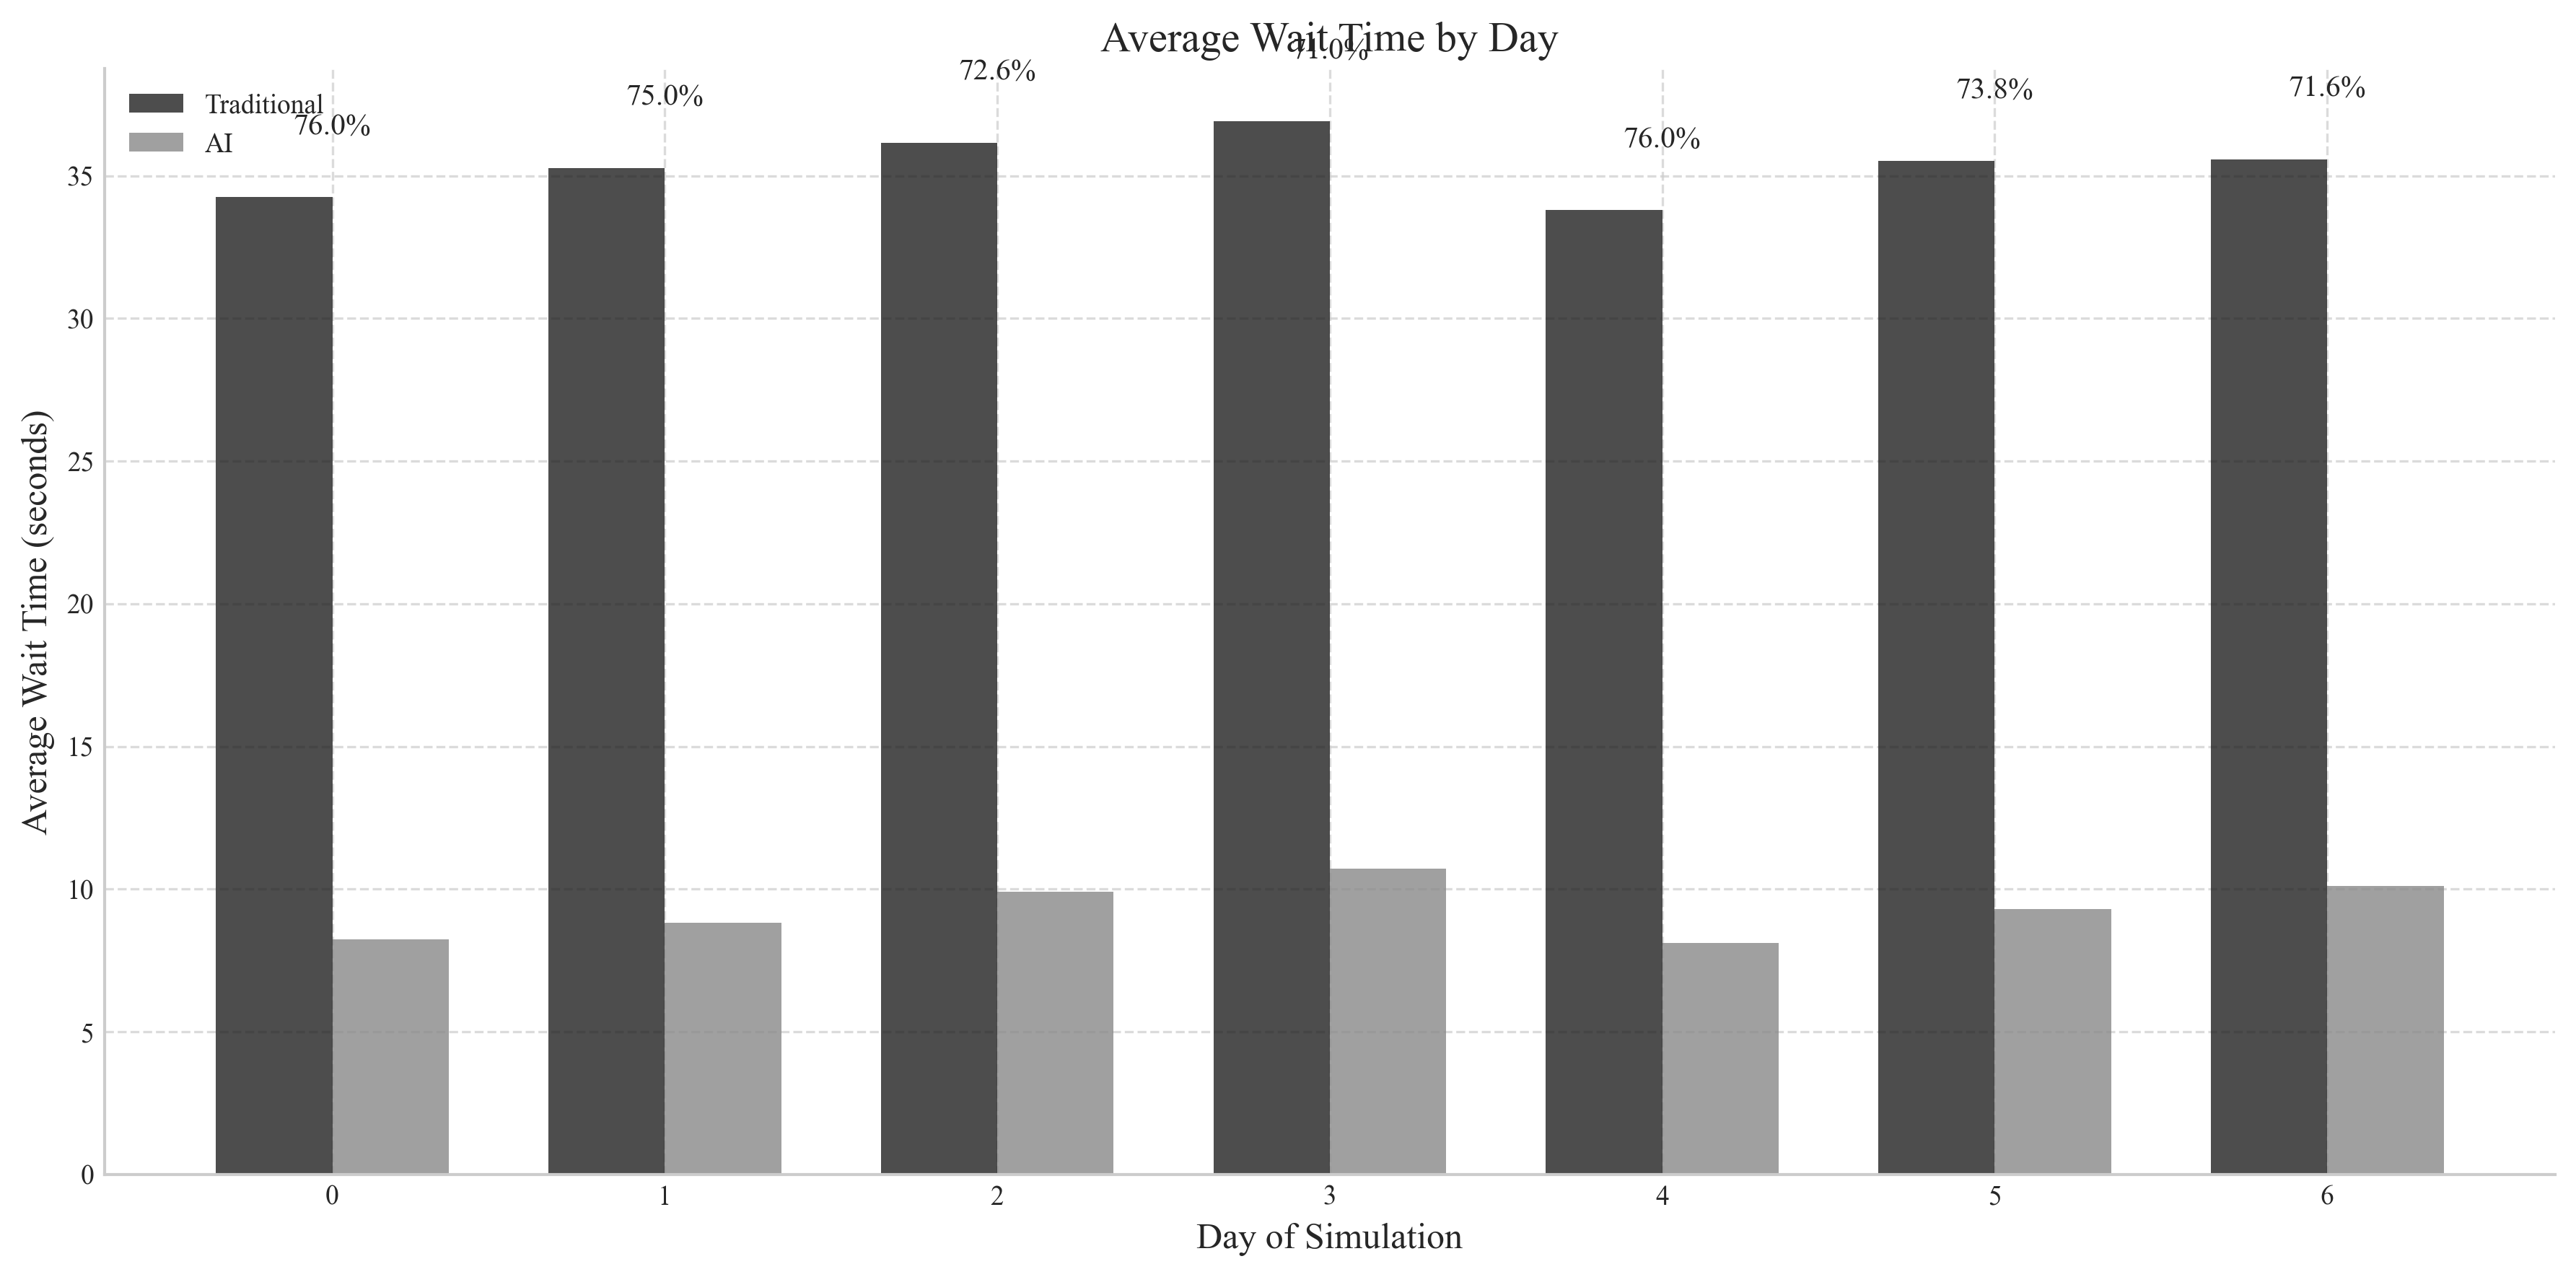 Average Wait Time by Day
71.0%
72.6%
75.0%
73.8%
71.6%
Traditional
76.0%
76.0%
AI
35
30
25
20
15
10
5
0
Average Wait Time (seconds)
0 1 2 3 4 5 6
Day of Simulation